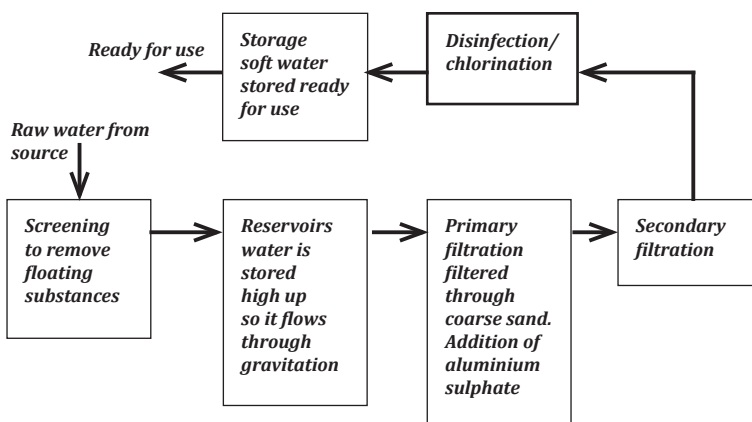 Ready for use
Storage
soft water
stored ready
for use
Disinfection/
chlorination
Raw water from
source
Screening
to remove
floating
substances
Reservoirs
water is
stored
high up
so it flows
through
gravitation
Primary
filtration
filtered
through
coarse sand.
Addition of
aluminium
sulphate
Secondary
filtration